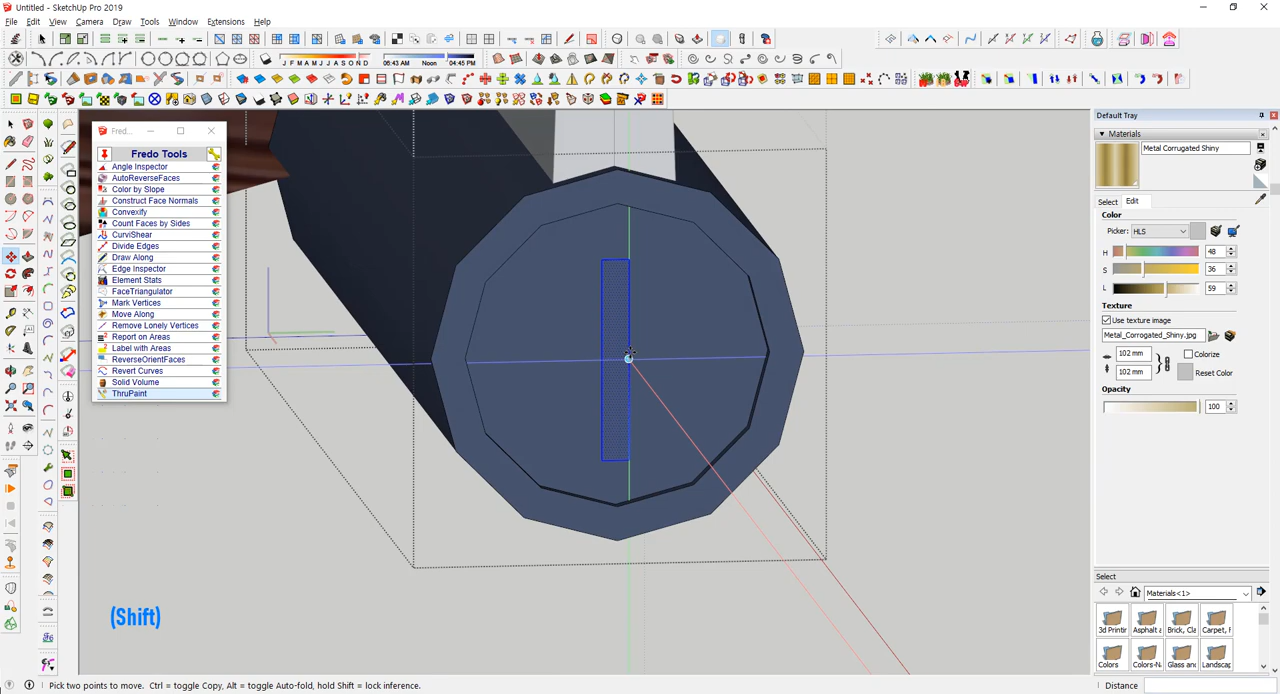 Untitled - SketchUp Pro 2019
File Edit View Camera Draw Tools Window Extensions Help
J F M A M J J A S O N D
06:43 AM Noon 04:45 PM
Fred...
Fredo Tools
Angle Inspector
AutoReverseFaces
Color by Slope
Construct Face Normals
Convexify
Count Faces by Sides
CurviShear
Divide Edges
Draw Along
Edge Inspector
Element Stats
FaceTriangulator
Mark Vertices
Move Along
Remove Lonely Vertices
Report on Areas
Label with Areas
ReverseOrientFaces
Revert Curves
Solid Volume
ThruPaint
(Shift)
Default Tray
Materials
Metal Corrugated Shiny
Select Edit
Color
Picker: HLS
H 48
S 36
L 59
Texture
Use texture image
Metal_Corrugated_Shiny.jpg
102 mm Colorize
102 mm Reset Color
Opacity
100
Select
Materials<1>
3d Printir Asphalt a Brick, Cla Carpet, F
Colors Colors-Na Glass and Landscap
Pick two points to move. Ctrl = toggle Copy, Alt = toggle Auto-fold, hold Shift = lock inference.
Distance